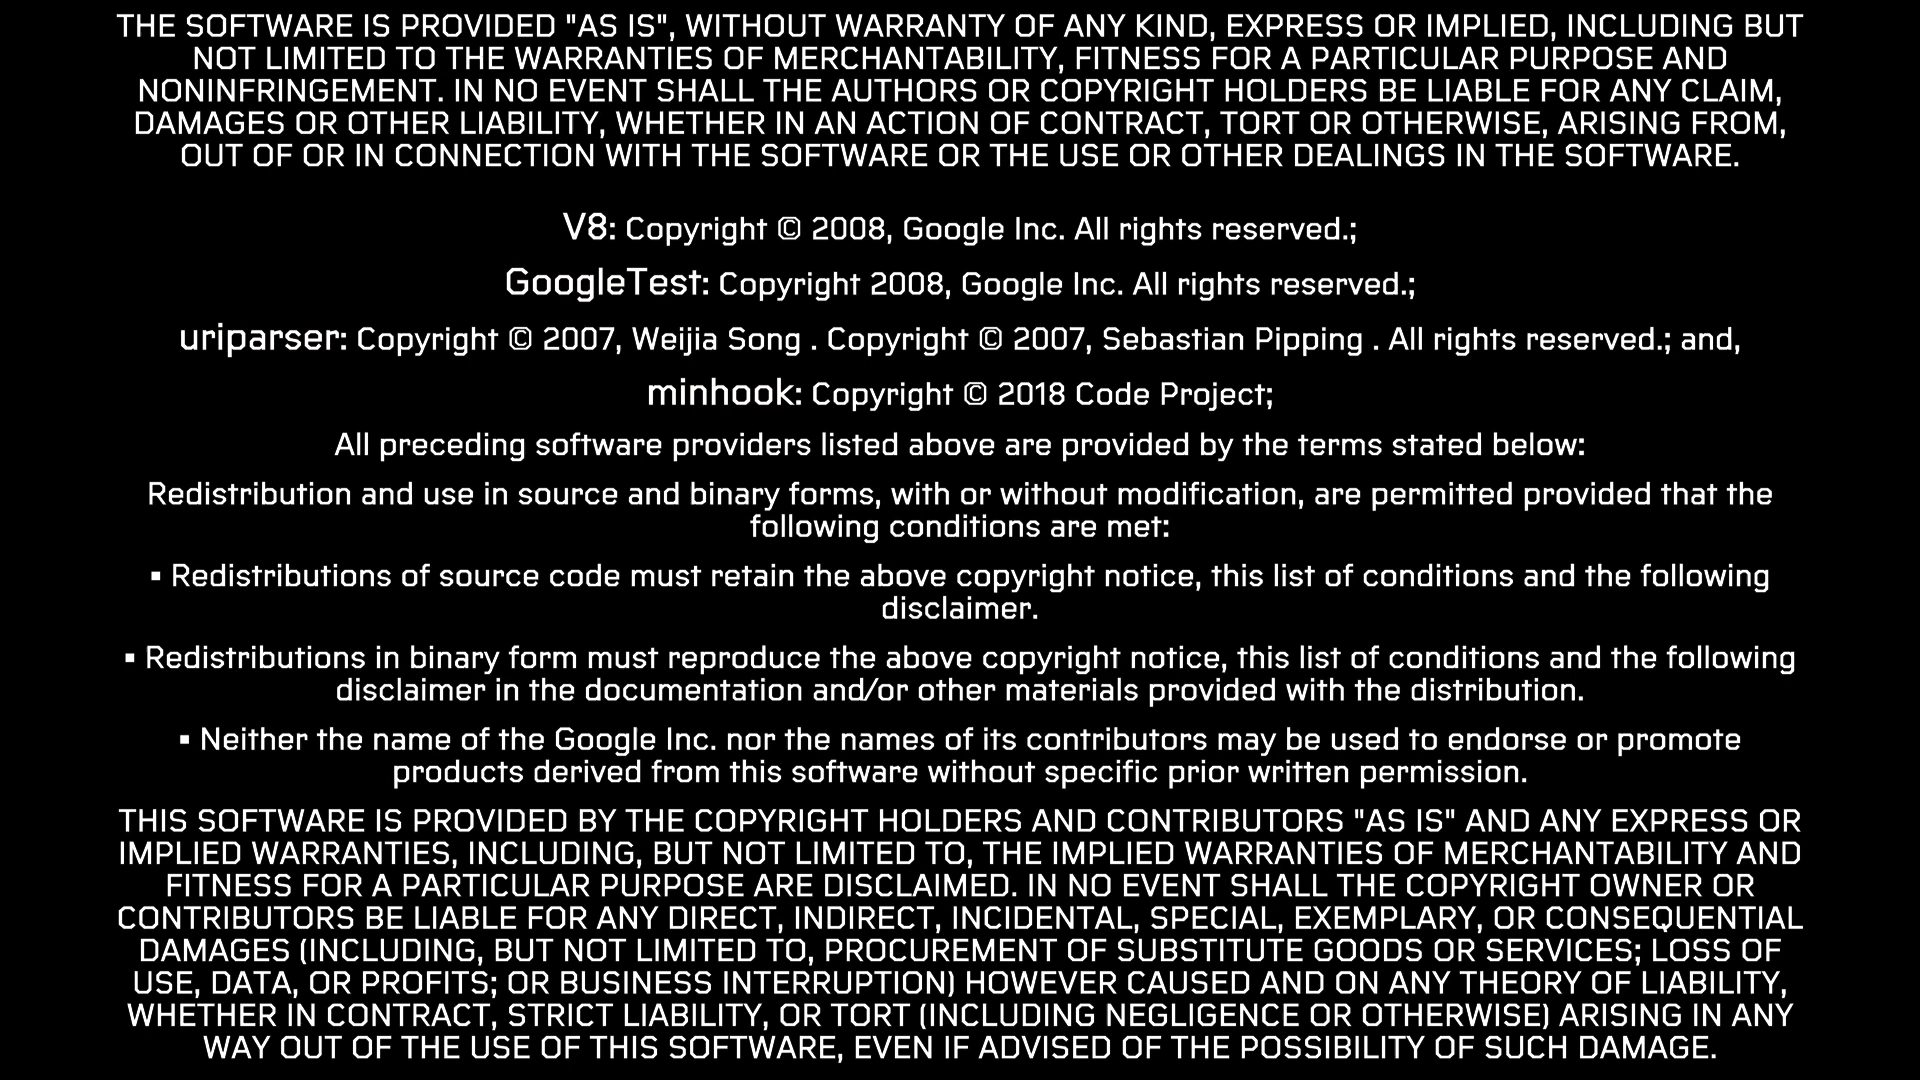 THE SOFTWARE IS PROVIDED "AS IS", WITHOUT WARRANTY OF ANY KIND, EXPRESS OR IMPLIED, INCLUDING BUT
NOT LIMITED TO THE WARRANTIES OF MERCHANTABILITY, FITNESS FOR A PARTICULAR PURPOSE AND
NONINFRINGEMENT. IN NO EVENT SHALL THE AUTHORS OR COPYRIGHT HOLDERS BE LIABLE FOR ANY CLAIM,
DAMAGES OR OTHER LIABILITY, WHETHER IN AN ACTION OF CONTRACT, TORT OR OTHERWISE, ARISING FROM,
OUT OF OR IN CONNECTION WITH THE SOFTWARE OR THE USE OR OTHER DEALINGS IN THE SOFTWARE.
V8: Copyright © 2008, Google Inc. All rights reserved.;
GoogleTest: Copyright 2008, Google Inc. All rights reserved.;
uriparser: Copyright © 2007, Weijia Song . Copyright © 2007, Sebastian Pipping . All rights reserved.; and,
minhook: Copyright © 2018 Code Project;
All preceding software providers listed above are provided by the terms stated below:
Redistribution and use in source and binary forms, with or without modification, are permitted provided that the
following conditions are met:
▪ Redistributions of source code must retain the above copyright notice, this list of conditions and the following
disclaimer.
▪ Redistributions in binary form must reproduce the above copyright notice, this list of conditions and the following
disclaimer in the documentation and/or other materials provided with the distribution.
▪ Neither the name of the Google Inc. nor the names of its contributors may be used to endorse or promote
products derived from this software without specific prior written permission.
THIS SOFTWARE IS PROVIDED BY THE COPYRIGHT HOLDERS AND CONTRIBUTORS "AS IS" AND ANY EXPRESS OR
IMPLIED WARRANTIES, INCLUDING, BUT NOT LIMITED TO, THE IMPLIED WARRANTIES OF MERCHANTABILITY AND
FITNESS FOR A PARTICULAR PURPOSE ARE DISCLAIMED. IN NO EVENT SHALL THE COPYRIGHT OWNER OR
CONTRIBUTORS BE LIABLE FOR ANY DIRECT, INDIRECT, INCIDENTAL, SPECIAL, EXEMPLARY, OR CONSEQUENTIAL
DAMAGES (INCLUDING, BUT NOT LIMITED TO, PROCUREMENT OF SUBSTITUTE GOODS OR SERVICES; LOSS OF
USE, DATA, OR PROFITS; OR BUSINESS INTERRUPTION) HOWEVER CAUSED AND ON ANY THEORY OF LIABILITY,
WHETHER IN CONTRACT, STRICT LIABILITY, OR TORT (INCLUDING NEGLIGENCE OR OTHERWISE) ARISING IN ANY
WAY OUT OF THE USE OF THIS SOFTWARE, EVEN IF ADVISED OF THE POSSIBILITY OF SUCH DAMAGE.